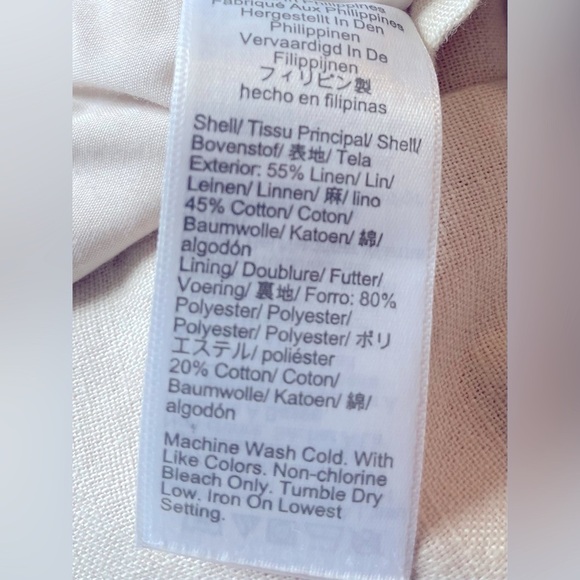 in Philippines
Fabriqué Aux Philippines
Hergestellt In Den
Philippinen
Vervaardigd In De
Filippijnen
フィリピン製
hecho en filipinas
Shell/ Tissu Principal/ Shell/
Bovenstof/ 表地/ Tela
Exterior: 55% Linen/ Lin/
Leinen/ Linnen/ 麻/ lino
45% Cotton/ Coton/
Baumwolle/ Katoen/ 綿/
algodón
Lining/ Doublure/ Futter/
Voering/ 裏地/ Forro: 80%
Polyester/ Polyester/
Polyester/ Polyester/ ポリ
エステル/ poliéster
20% Cotton/ Coton/
Baumwolle/ Katoen/ 綿/
algodón
Machine Wash Cold. With
Like Colors. Non-chlorine
Bleach Only. Tumble Dry
Low. Iron On Lowest
Setting.